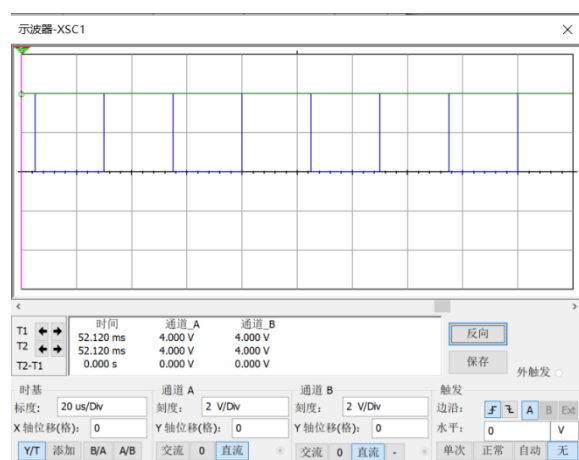 示波器-XSC1
时间 通道_A 通道_B
T1 52.120 ms 4.000 V 4.000 V
T2 52.120 ms 4.000 V 4.000 V
T2-T1 0.000 s 0.000 V 0.000 V
反向
保存
外触发
时基 通道 A 通道 B 触发
标度: 20 us/Div 刻度: 2 V/Div 刻度: 2 V/Div 边沿: A B Ext
X 轴位移(格): 0 Y 轴位移(格): 0 Y 轴位移(格): 0 水平: 0 V
Y/T 添加 B/A A/B 交流 0 直流 交流 0 直流 - 单次 正常 自动 无